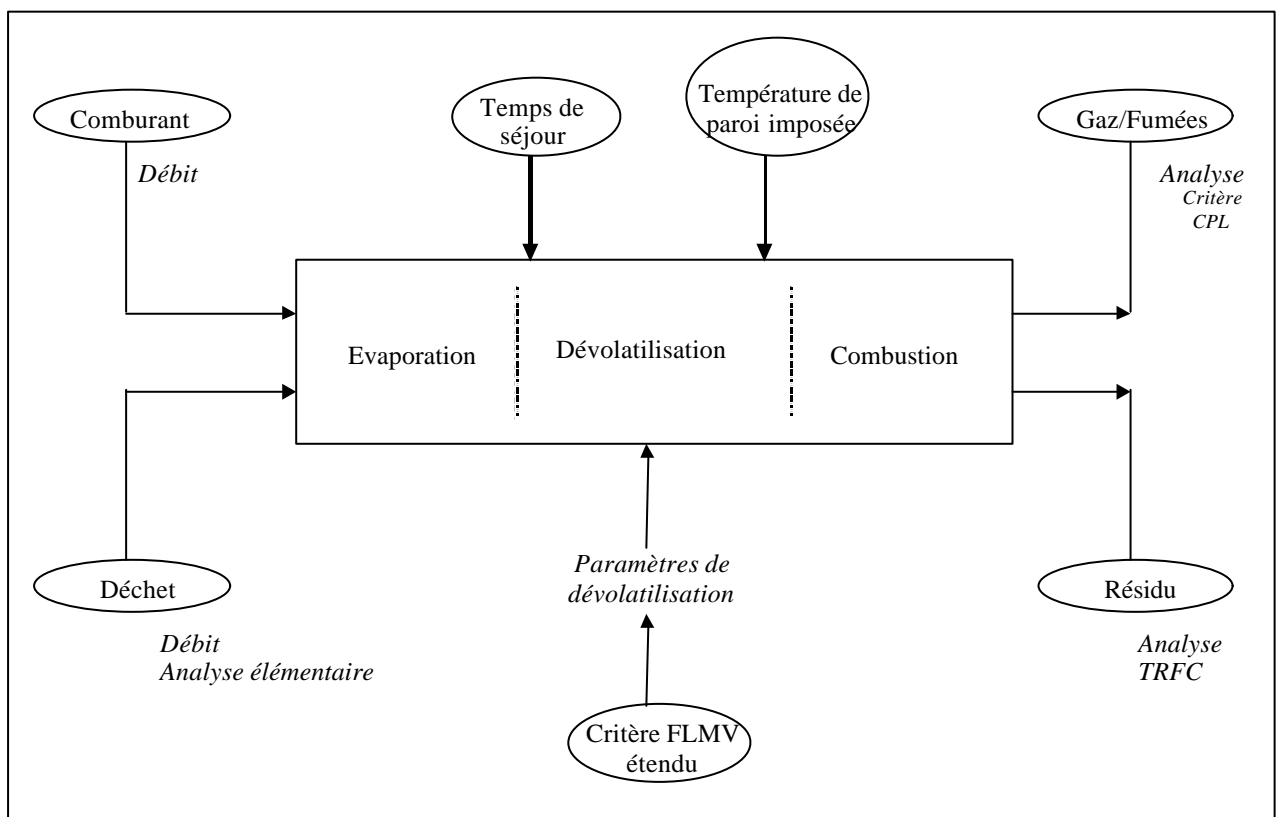 Comburant
Débit
Temps de
séjour
Température de
paroi imposée
Gaz/Fumées
Analyse
Critère
CPL
Evaporation
Dévolatilisation
Combustion
Déchet
Débit
Analyse élémentaire
Paramètres de
dévolatilisation
Critère FLMV
étendu
Résidu
Analyse
TRFC